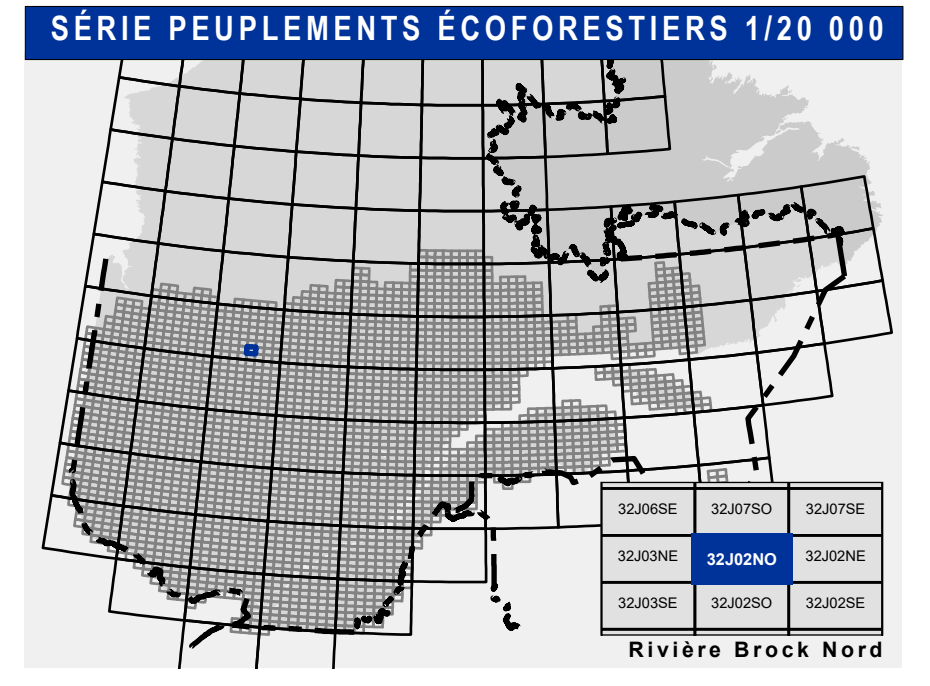 SÉRIE PEUPLEMENTS ÉCOFORESTIERS 1/20 000
32J06SE 32J07SO 32J07SE
32J03NE 32J02NO 32J02NE
32J03SE 32J02SO 32J02SE
Rivière Brock Nord